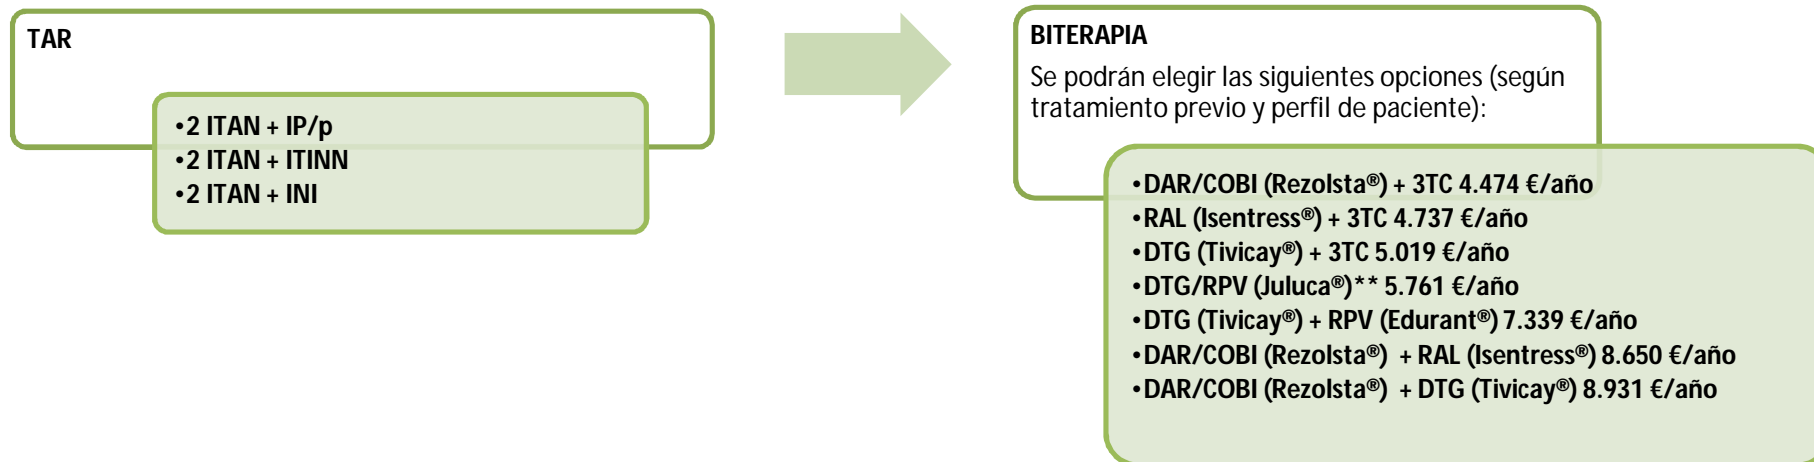 TAR
•2 ITAN + IP/p
•2 ITAN + ITINN
•2 ITAN + INI
BITERAPIA
Se podrán elegir las siguientes opciones (según
tratamiento previo y perfil de paciente):
•DAR/COBI (Rezolsta®) + 3TC 4.474 €/año
•RAL (Isentress®) + 3TC 4.737 €/año
•DTG (Tivicay®) + 3TC 5.019 €/año
•DTG/RPV (Juluca®)** 5.761 €/año
•DTG (Tivicay®) + RPV (Edurant®) 7.339 €/año
•DAR/COBI (Rezolsta®) + RAL (Isentress®) 8.650 €/año
•DAR/COBI (Rezolsta®) + DTG (Tivicay®) 8.931 €/año